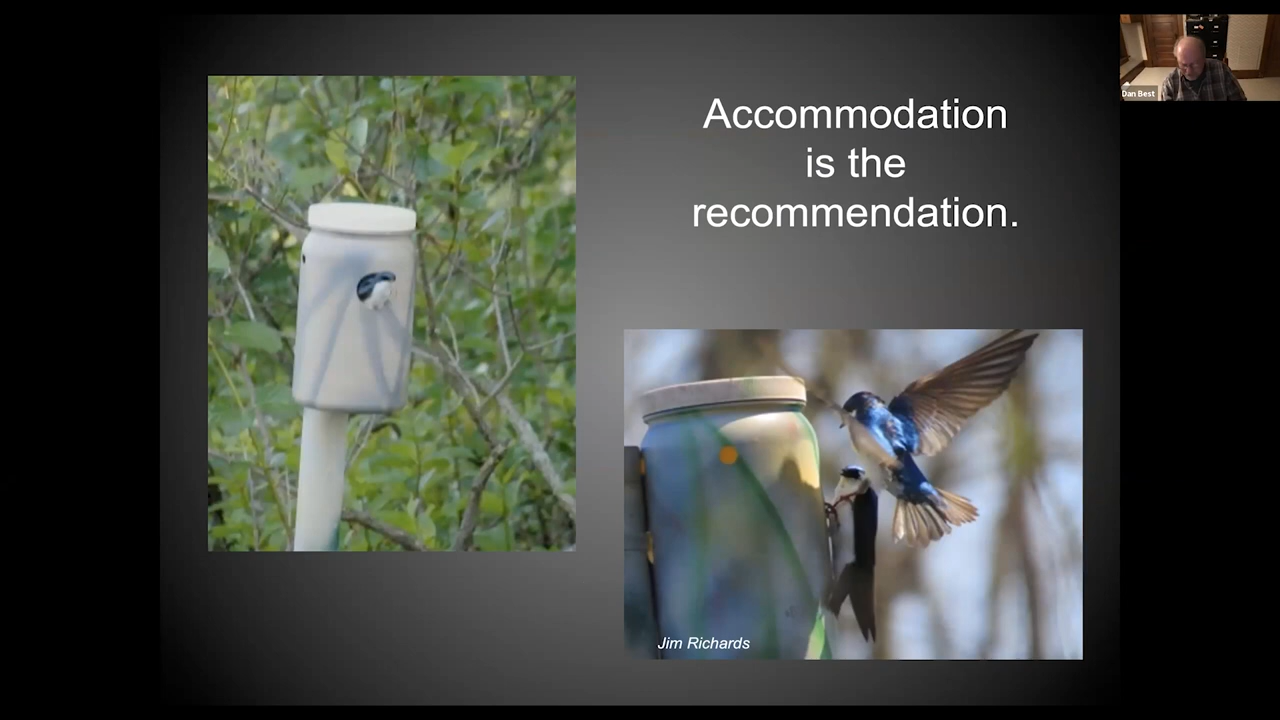 Accommodation
is the
recommendation.
Jim Richards
Dan Best